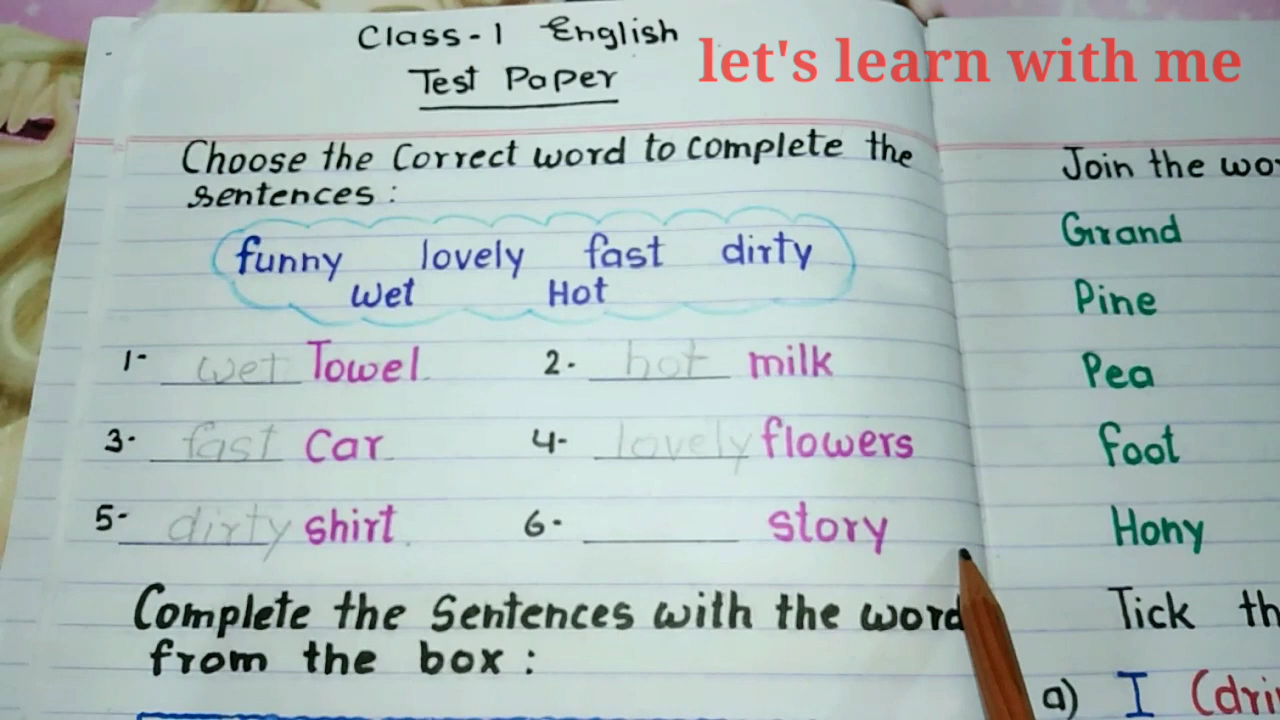 Class-1 English
Test Paper
let's learn with me
Choose the Correct word to complete the
sentences:
funny lovely fast dirty
Wet Hot
1- wet Towel
2- hot milk
3- fast Car
4- lovely flowers
5- dirty shirt
6- ______ story
Complete the Sentences with the word
from the box:
Join the
Grand
Pine
Pea
Foot
Hony
Tick
a) I